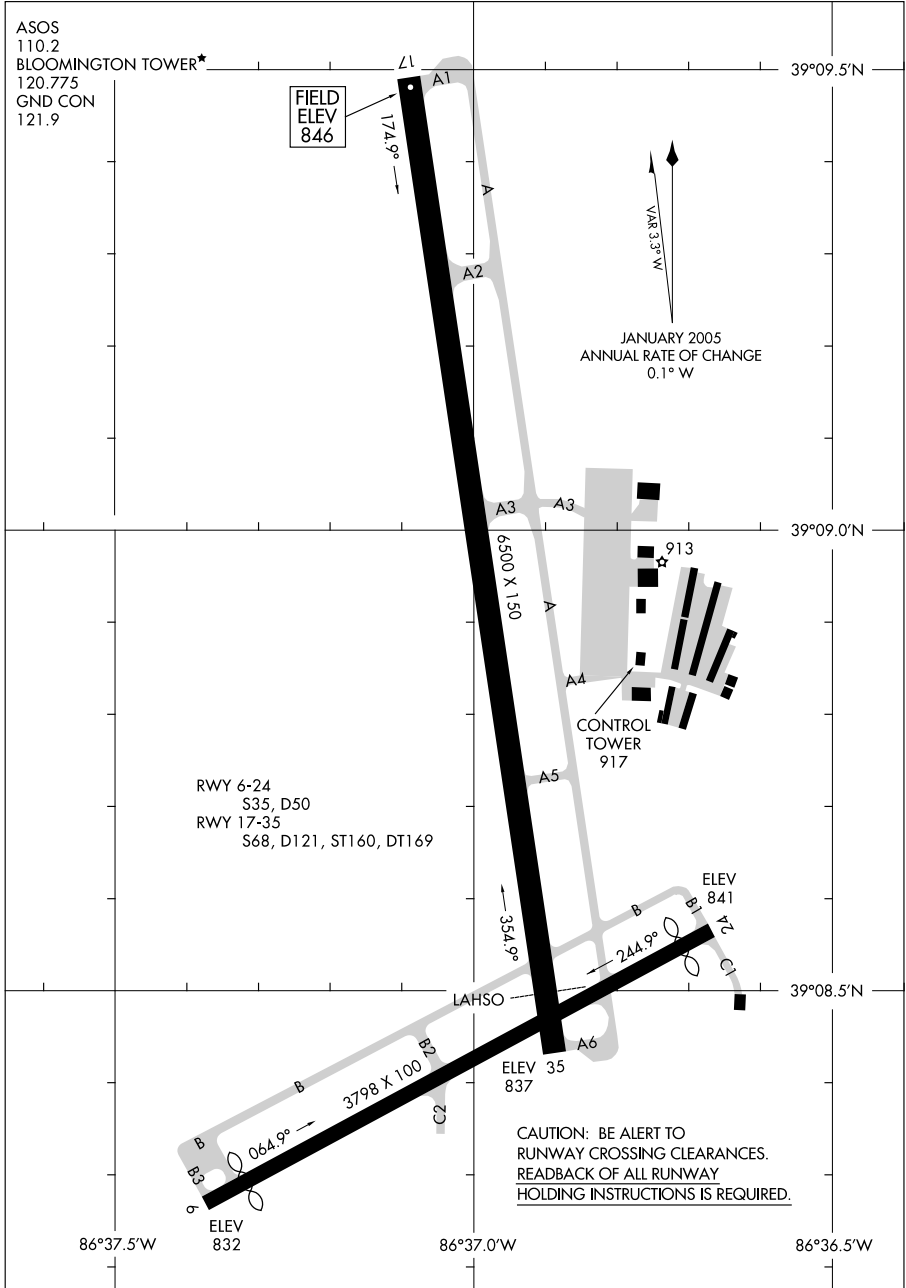 ASOS
110.2
BLOOMINGTON TOWER★
120.775
GND CON
121.9
17
A1
39°09.5'N
FIELD
ELEV
846
174.9°
A
VAR 3.3° W
A2
JANUARY 2005
ANNUAL RATE OF CHANGE
0.1° W
A3
A3
39°09.0'N
6500 X 150
913
A
A4
CONTROL
TOWER
917
A5
RWY 6-24
S35, D50
RWY 17-35
S68, D121, ST160, DT169
ELEV
841
B
B1
24
354.9°
244.9°
C1
LAHSO
39°08.5'N
B2
A6
ELEV
837
35
B
3798 X 100
C2
B
064.9°
B3
6
ELEV
832
CAUTION: BE ALERT TO
RUNWAY CROSSING CLEARANCES.
READBACK OF ALL RUNWAY
HOLDING INSTRUCTIONS IS REQUIRED.
86°37.5'W
86°37.0'W
86°36.5'W